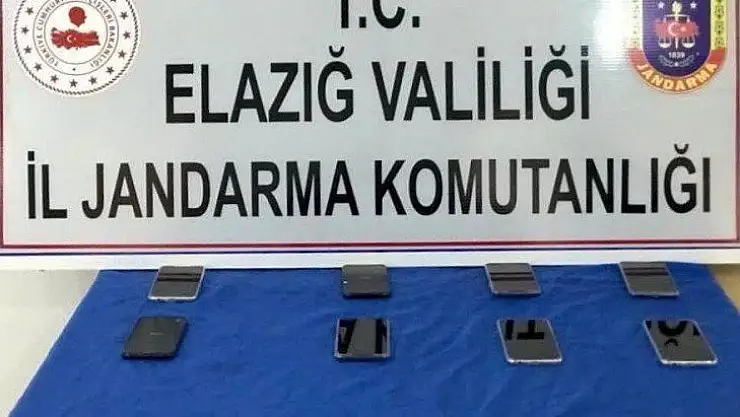 T.C.
ELAZIĞ VALİLİĞİ
İL JANDARMA KOMUTANLIĞI
1839
JANDARMA